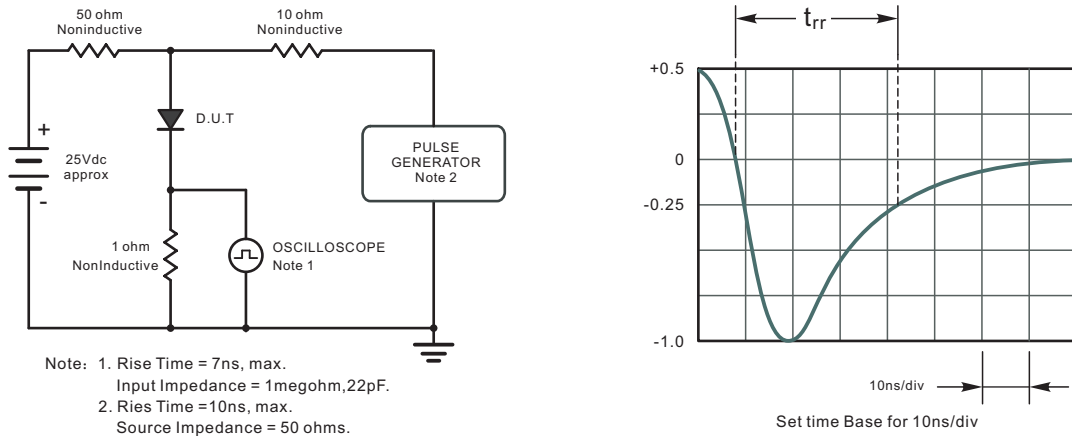 50 ohm
Noninductive
10 ohm
Noninductive
D.U.T
+
25Vdc
approx
-
PULSE
GENERATOR
Note 2
1 ohm
NonInductive
OSCILLOSCOPE
Note 1
Note: 1. Rise Time = 7ns, max.
Input Impedance = 1megohm,22pF.
2. Ries Time =10ns, max.
Source Impedance = 50 ohms.
trr
+0.5
0
-0.25
-1.0
10ns/div
Set time Base for 10ns/div